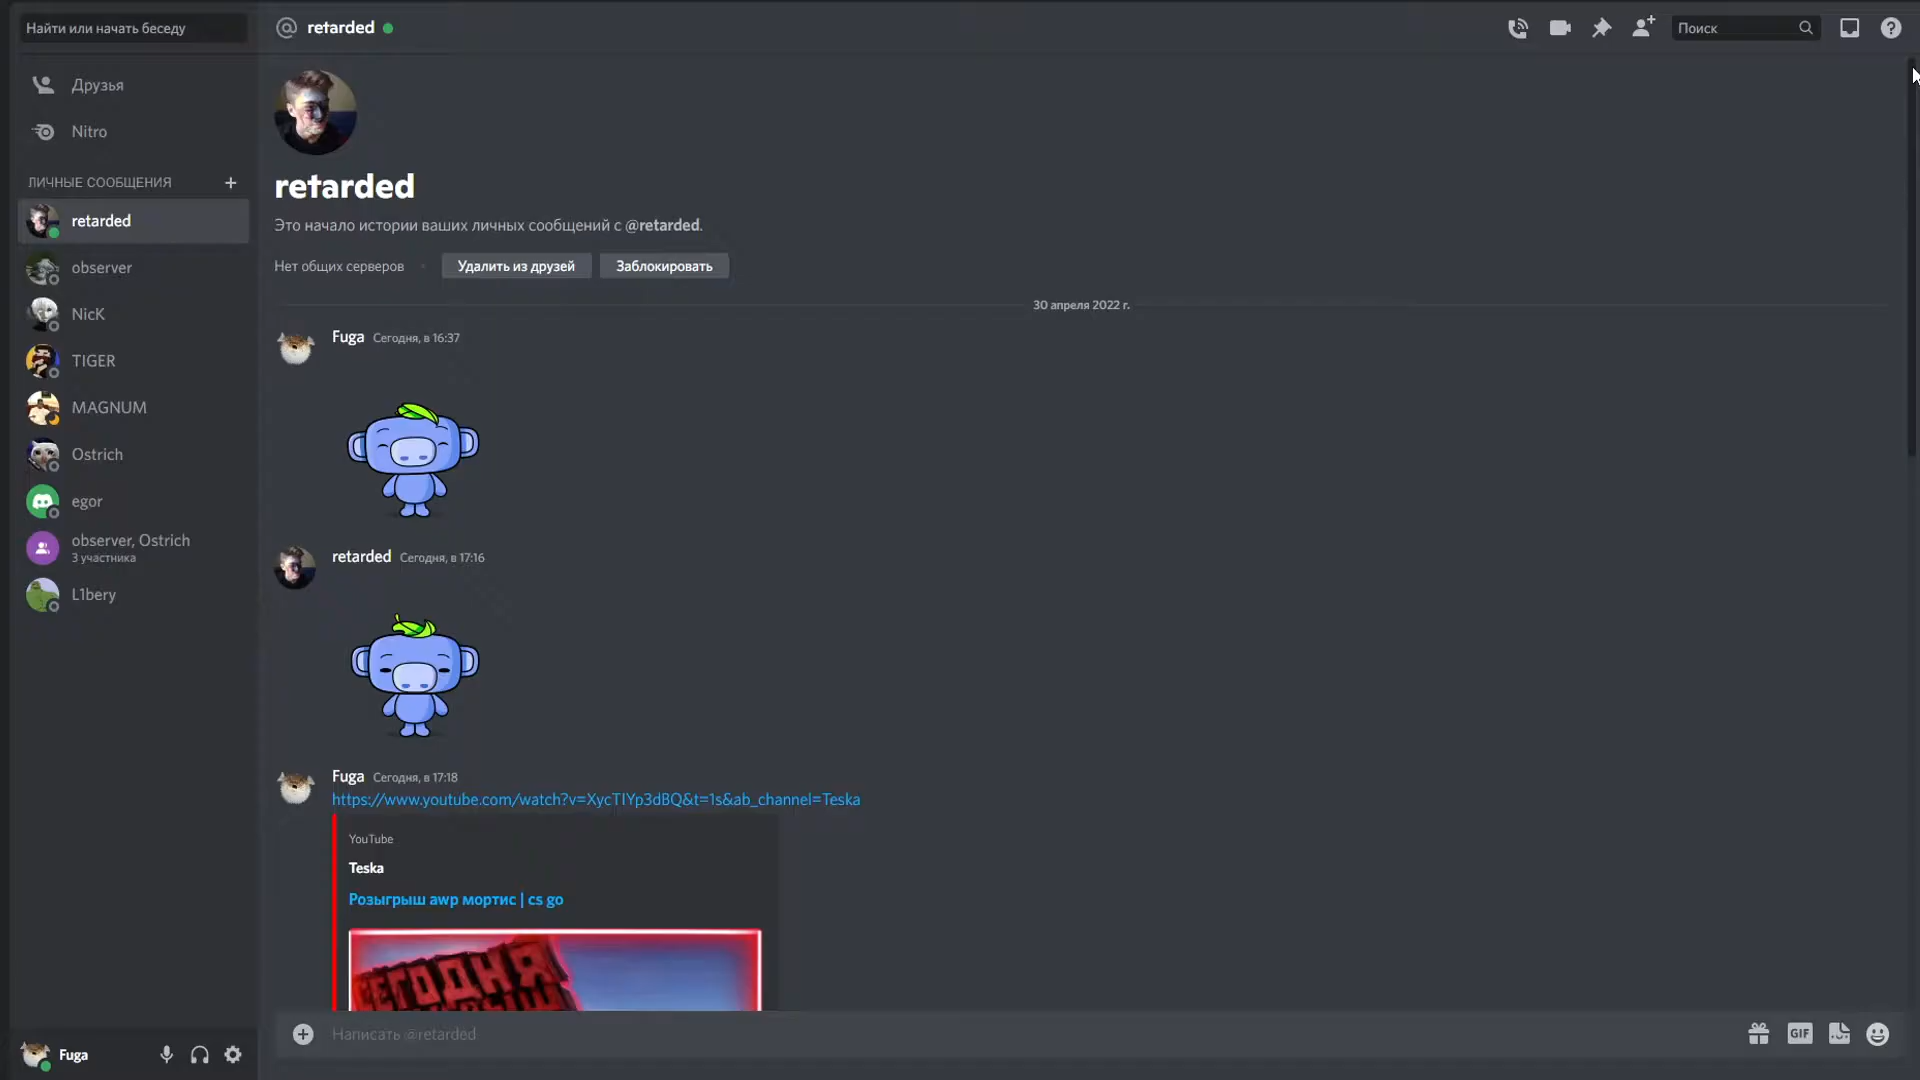 Найти или начать беседу
Друзья
Nitro
ЛИЧНЫЕ СООБЩЕНИЯ
retarded
observer
NicK
TIGER
MAGNUM
Ostrich
egor
observer, Ostrich
3 участника
L1bery
Fuga
retarded
Поиск
retarded
Это начало истории ваших личных сообщений с @retarded.
Нет общих серверов
Удалить из друзей
Заблокировать
30 апреля 2022 г.
Fuga Сегодня, в 16:37
retarded Сегодня, в 17:16
Fuga Сегодня, в 17:18
https://www.youtube.com/watch?v=XycTIYp3dBQ&t=1s&ab_channel=Teska
YouTube
Teska
Розыгрыш awp мортис | cs go
СЕГОДНЯ
Написать @retarded
GIF